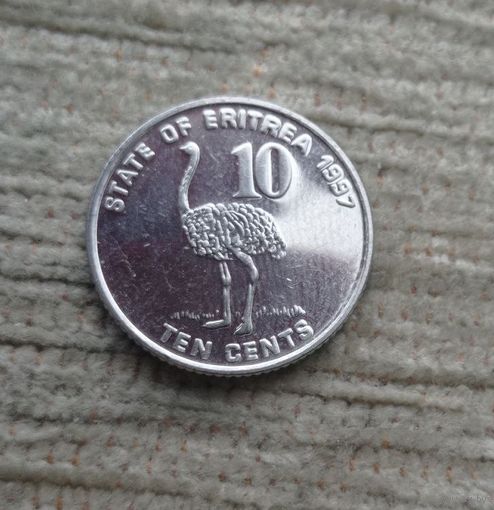 STATE OF ERITREA 1997
10
TEN CENTS